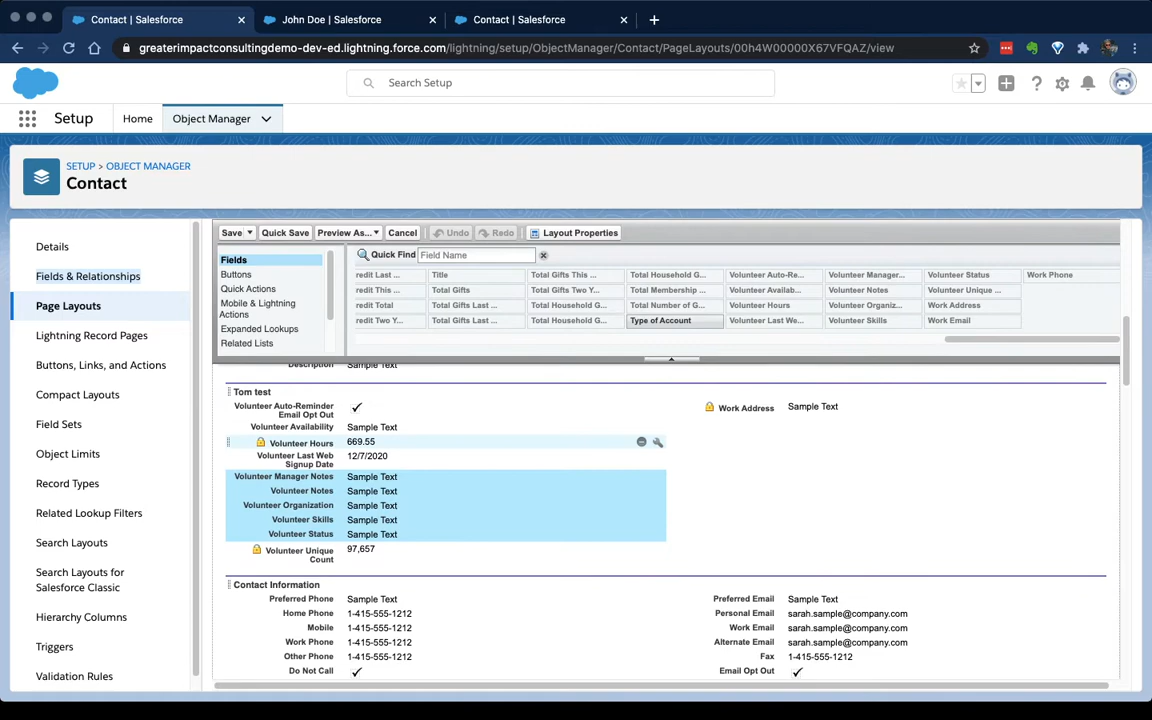 Contact | Salesforce
John Doe | Salesforce
Contact | Salesforce
greaterimpactconsultingdemo-dev-ed.lightning.force.com/lightning/setup/ObjectManager/Contact/PageLayouts/00h4W00000X67VFQAZ/view
Search Setup
Setup Home Object Manager
SETUP > OBJECT MANAGER
Contact
Details
Fields & Relationships
Page Layouts
Lightning Record Pages
Buttons, Links, and Actions
Compact Layouts
Field Sets
Object Limits
Record Types
Related Lookup Filters
Search Layouts
Search Layouts for
Salesforce Classic
Hierarchy Columns
Triggers
Validation Rules
Save Quick Save Preview As... Cancel Undo Redo Layout Properties
Fields
Buttons
Quick Actions
Mobile & Lightning
Actions
Expanded Lookups
Related Lists
Quick Find Field Name
redit Last ... Title Total Gifts This ... Total Household G... Volunteer Auto-Re... Volunteer Manager... Volunteer Status Work Phone
redit This ... Total Gifts Total Gifts Two Y... Total Membership ... Volunteer Availab... Volunteer Notes Volunteer Unique ...
redit Total Total Gifts Last ... Total Household G... Total Number of G... Volunteer Hours Volunteer Organiz... Work Address
redit Two Y... Total Gifts Last ... Total Household G... Type of Account Volunteer Last We... Volunteer Skills Work Email
Description Sample Text
Tom test
Volunteer Auto-Reminder
Email Opt Out
Work Address Sample Text
Volunteer Availability Sample Text
Volunteer Hours 669.55
Volunteer Last Web 12/7/2020
Signup Date
Volunteer Manager Notes Sample Text
Volunteer Notes Sample Text
Volunteer Organization Sample Text
Volunteer Skills Sample Text
Volunteer Status Sample Text
Volunteer Unique 97,657
Count
Contact Information
Preferred Phone Sample Text Preferred Email Sample Text
Home Phone 1-415-555-1212 Personal Email sarah.sample@company.com
Mobile 1-415-555-1212 Work Email sarah.sample@company.com
Work Phone 1-415-555-1212 Alternate Email sarah.sample@company.com
Other Phone 1-415-555-1212 Fax 1-415-555-1212
Do Not Call Email Opt Out